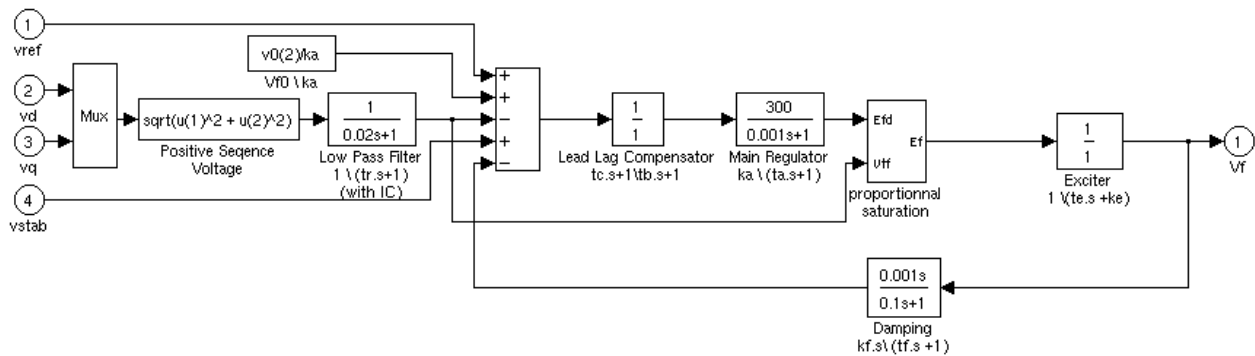 1
vref
2
vd
3
vq
4
vstab
Mux
v0(2)/ka
Vf0 \ ka
sqrt(u(1)^2 + u(2)^2)
Positive Seqence
Voltage
1
0.02s+1
Low Pass Filter
1 \ (tr.s+1)
(with IC)
+
+
−
+
−
1
1
Lead Lag Compensator
tc.s+1\tb.s+1
300
0.001s+1
Main Regulator
ka \ (ta.s+1)
Efd
Ef
Vtf
proportionnal
saturation
1
1
Exciter
1 \(te.s +ke)
1
Vf
0.001s
0.1s+1
Damping
kf.s\ (tf.s +1)